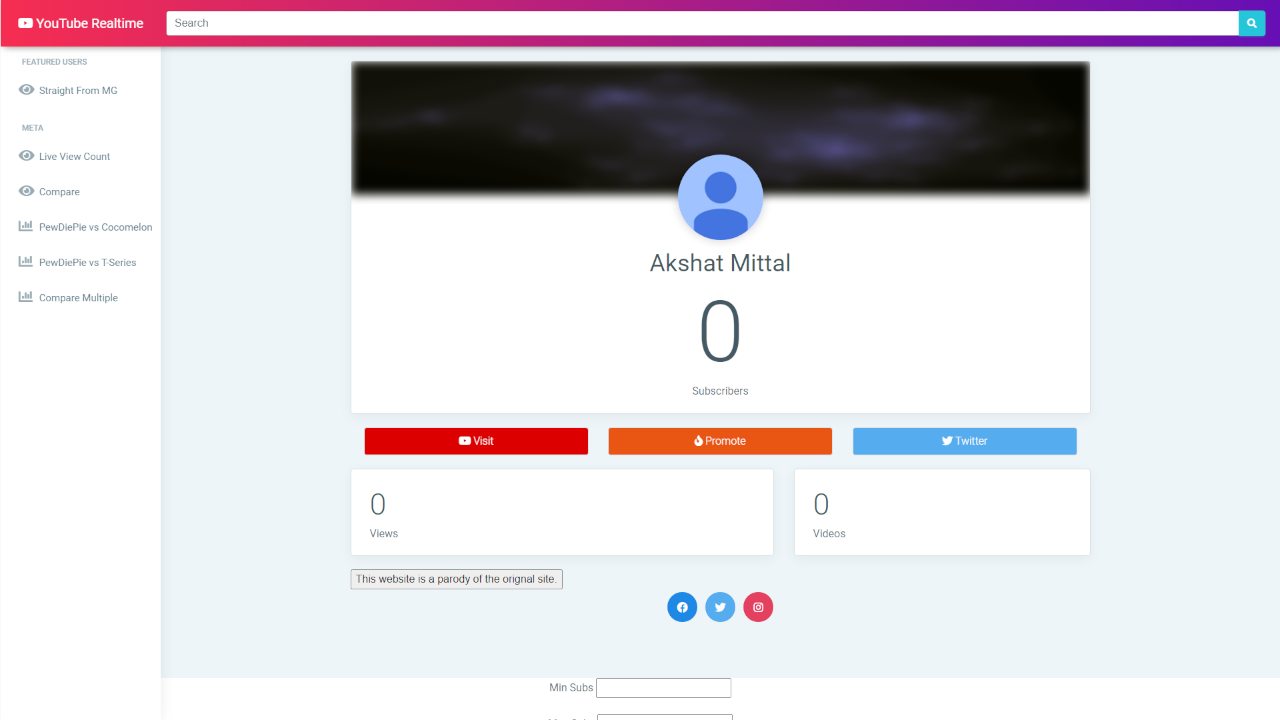 YouTube Realtime
Search
FEATURED USERS
Straight From MG
META
Live View Count
Compare
PewDiePie vs Cocomelon
PewDiePie vs T-Series
Compare Multiple
Akshat Mittal
0
Subscribers
Visit
Promote
Twitter
0
Views
0
Videos
This website is a parody of the orignal site.
Min Subs